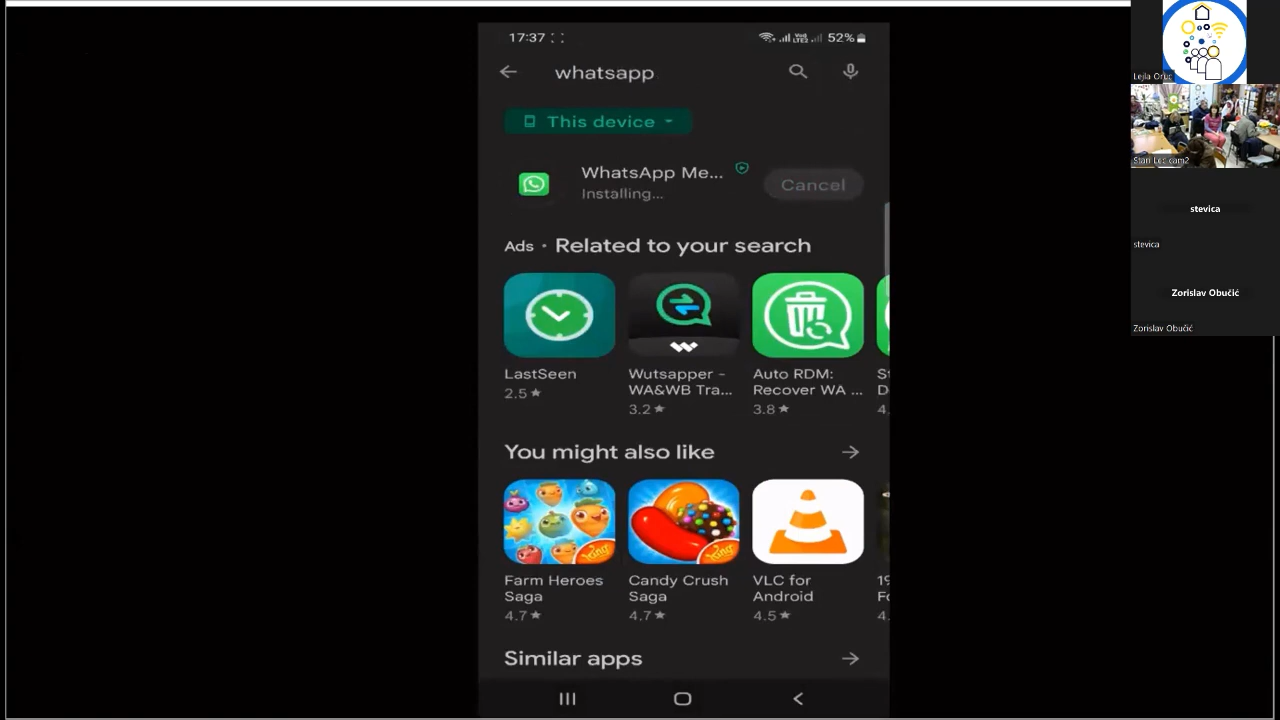 17:37
52%
whatsapp
This device
WhatsApp Me...
Installing...
Cancel
Ads • Related to your search
LastSeen
2.5★
Wutsapper -
WA&WB Tra...
3.2★
Auto RDM:
Recover WA ...
3.8★
You might also like
Farm Heroes
Saga
4.7★
Candy Crush
Saga
4.7★
VLC for
Android
4.5★
Similar apps
stevica
stevica
Zorislav Obučić
Zorislav Obučić